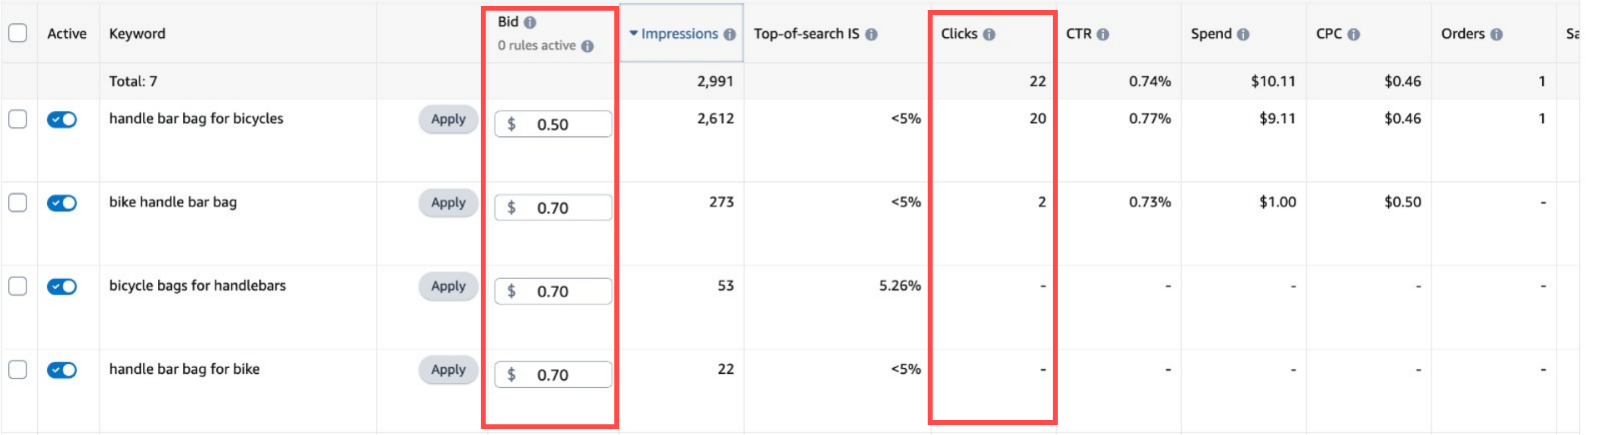 Active Keyword Bid Impressions Top-of-search IS Clicks CTR Spend CPC Orders Sa
0 rules active
Total: 7 2,991 22 0.74% $10.11 $0.46 1
handle bar bag for bicycles Apply $ 0.50 2,612 <5% 20 0.77% $9.11 $0.46 1
bike handle bar bag Apply $ 0.70 273 <5% 2 0.73% $1.00 $0.50 -
bicycle bags for handlebars Apply $ 0.70 53 5.26% - - - - -
handle bar bag for bike Apply $ 0.70 22 <5% - - - - -